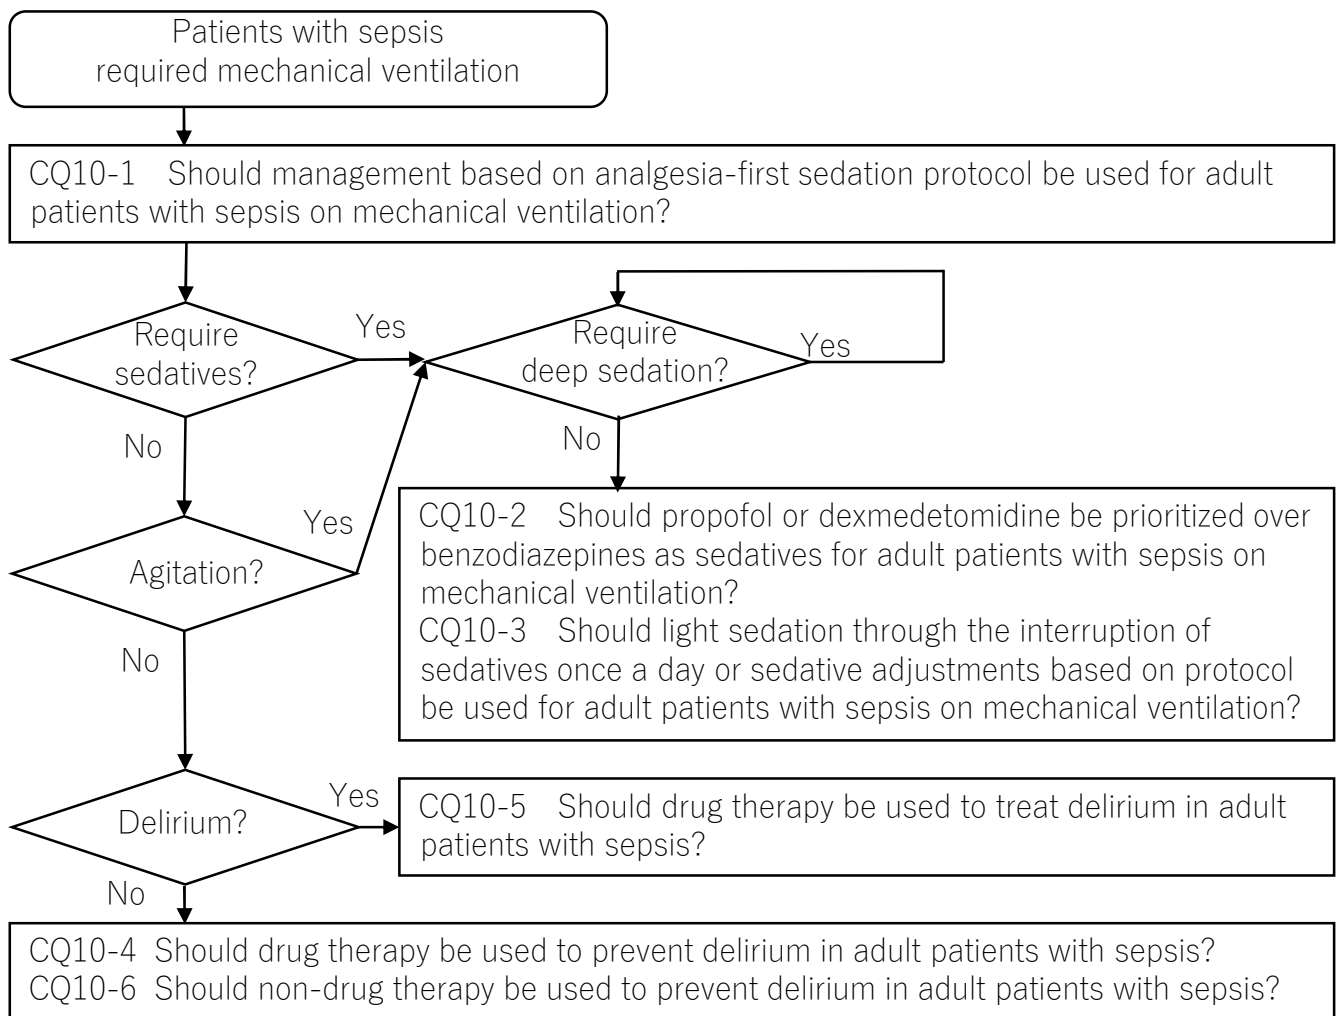 Patients with sepsis
required mechanical ventilation
CQ10-1 Should management based on analgesia-first sedation protocol be used for adult
patients with sepsis on mechanical ventilation?
Require
sedatives?
Yes
Require
deep sedation?
Yes
No
No
Agitation?
Yes
CQ10-2 Should propofol or dexmedetomidine be prioritized over
benzodiazepines as sedatives for adult patients with sepsis on
mechanical ventilation?
CQ10-3 Should light sedation through the interruption of
sedatives once a day or sedative adjustments based on protocol
be used for adult patients with sepsis on mechanical ventilation?
No
Delirium?
Yes
CQ10-5 Should drug therapy be used to treat delirium in adult
patients with sepsis?
No
CQ10-4 Should drug therapy be used to prevent delirium in adult patients with sepsis?
CQ10-6 Should non-drug therapy be used to prevent delirium in adult patients with sepsis?